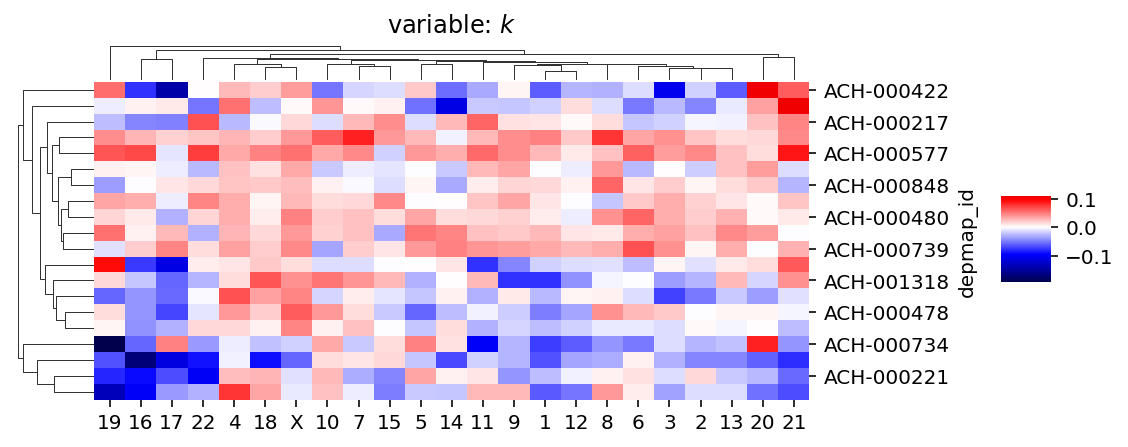 variable: k
ACH-000422
ACH-000217
ACH-000577
ACH-000848
ACH-000480
ACH-000739
ACH-001318
ACH-000478
ACH-000734
ACH-000221
depmap_id
0.1
0.0
−0.1
19 16 17 22 4 18 X 10 7 15 5 14 11 9 1 12 8 6 3 2 13 20 21